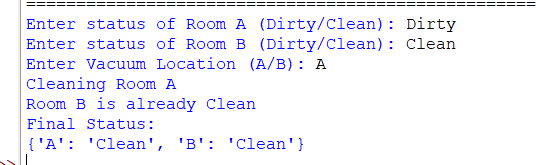 ====================================================
Enter status of Room A (Dirty/Clean): Dirty
Enter status of Room B (Dirty/Clean): Clean
Enter Vacuum Location (A/B): A
Cleaning Room A
Room B is already Clean
Final Status:
{'A': 'Clean', 'B': 'Clean'}
>>